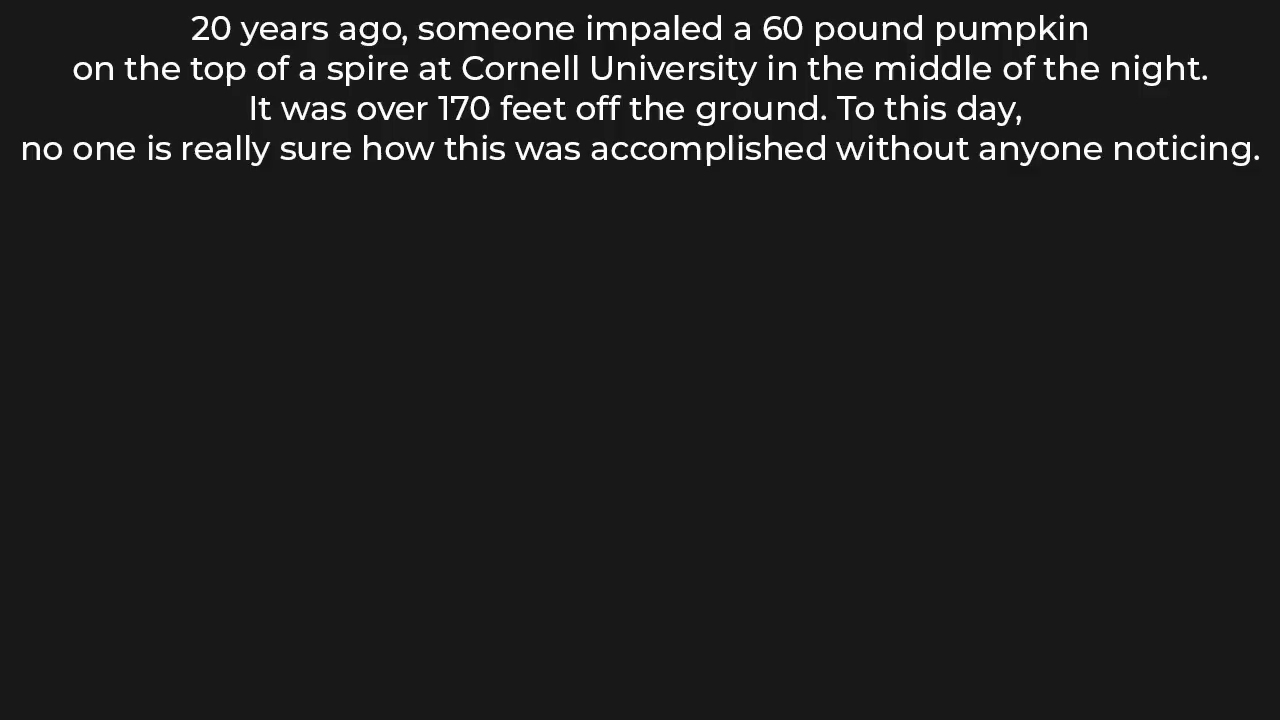 20 years ago, someone impaled a 60 pound pumpkin
on the top of a spire at Cornell University in the middle of the night.
It was over 170 feet off the ground. To this day,
no one is really sure how this was accomplished without anyone noticing.